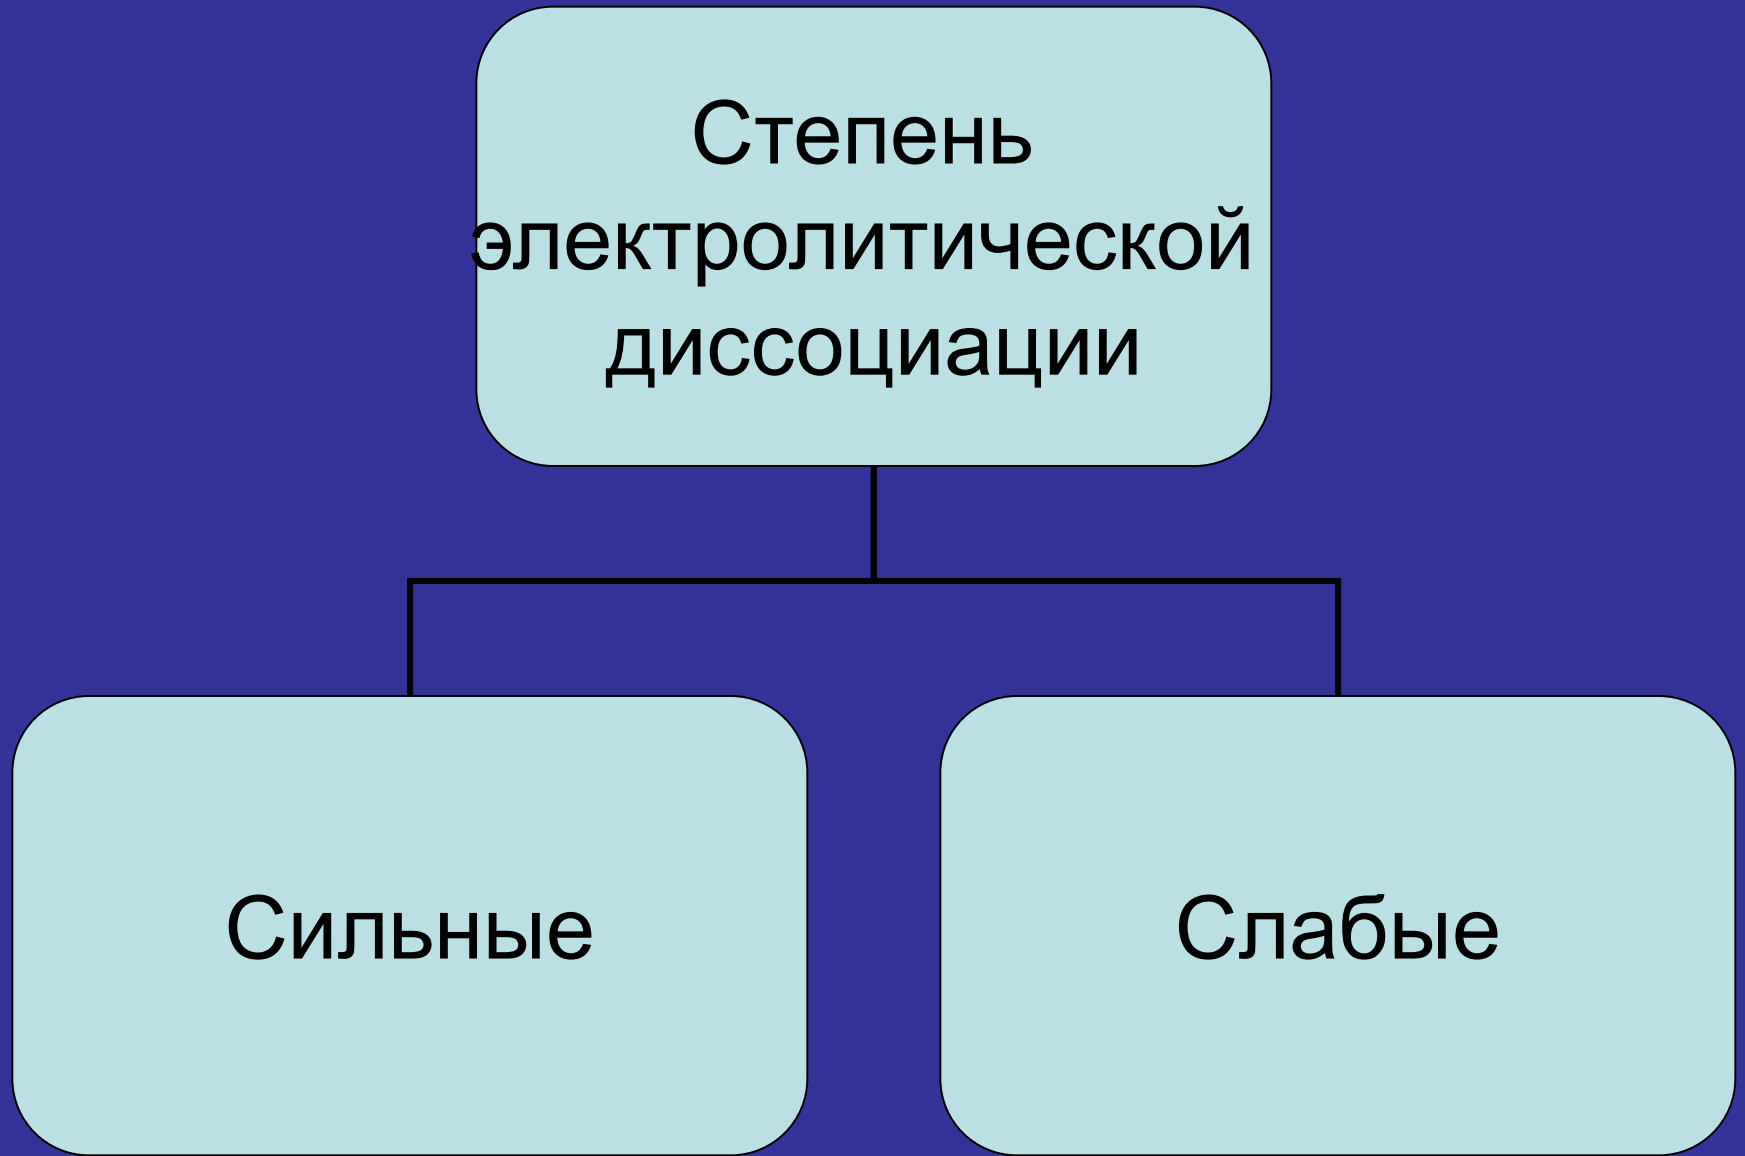 Степень
электролитической
диссоциации
Сильные
Слабые